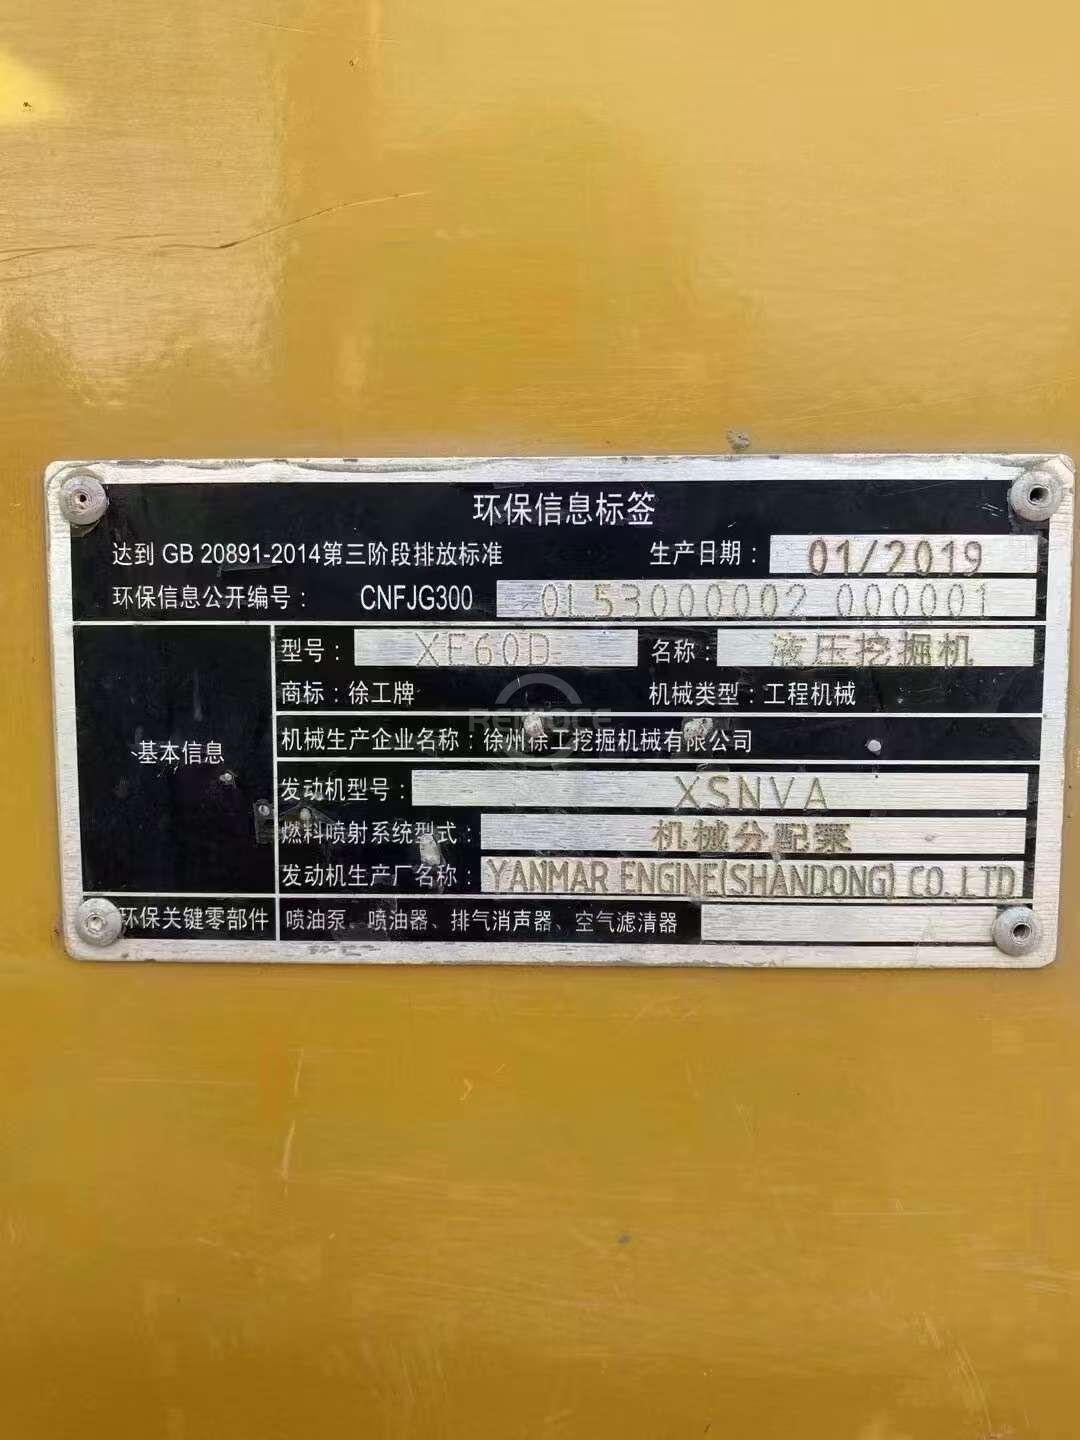 环保信息标签
达到 GB 20891-2014第三阶段排放标准 生产日期： 01/2019
环保信息公开编号： CNFJG300 0L53000002 000001
基本信息
型号： XE60D 名称： 液压挖掘机
商标：徐工牌 机械类型：工程机械
机械生产企业名称：徐州徐工挖掘机械有限公司
发动机型号： XSNVA
燃料喷射系统型式： 机械分配泵
发动机生产厂名称： YANMAR ENGINE(SHANDONG) CO.,LTD
环保关键零部件 喷油泵、喷油器、排气消声器、空气滤清器